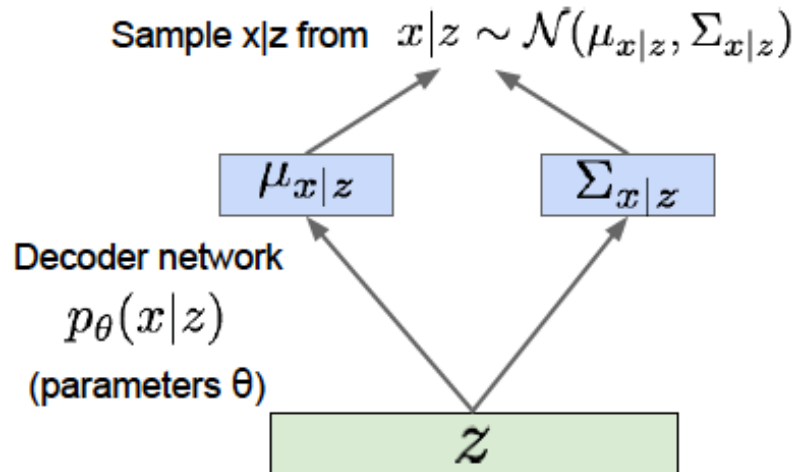 Sample x|z from x|z ∼ 𝒩(μ_{x|z}, Σ_{x|z})
μ_{x|z} Σ_{x|z}
Decoder network
p_θ(x|z)
(parameters θ)
z